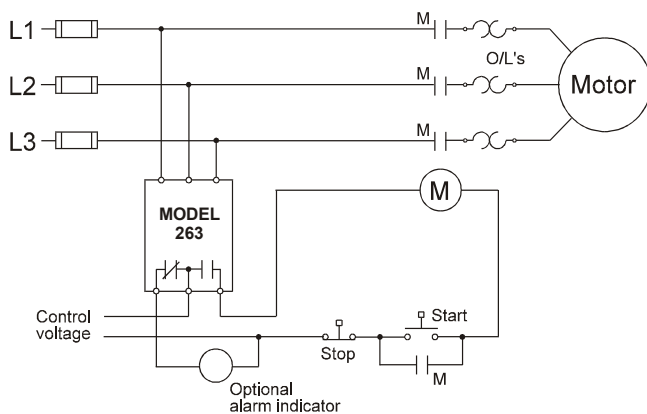 L1
M
O/L's
L2
M
Motor
L3
M
MODEL
263
M
Control
voltage
Start
Stop
M
Optional
alarm indicator